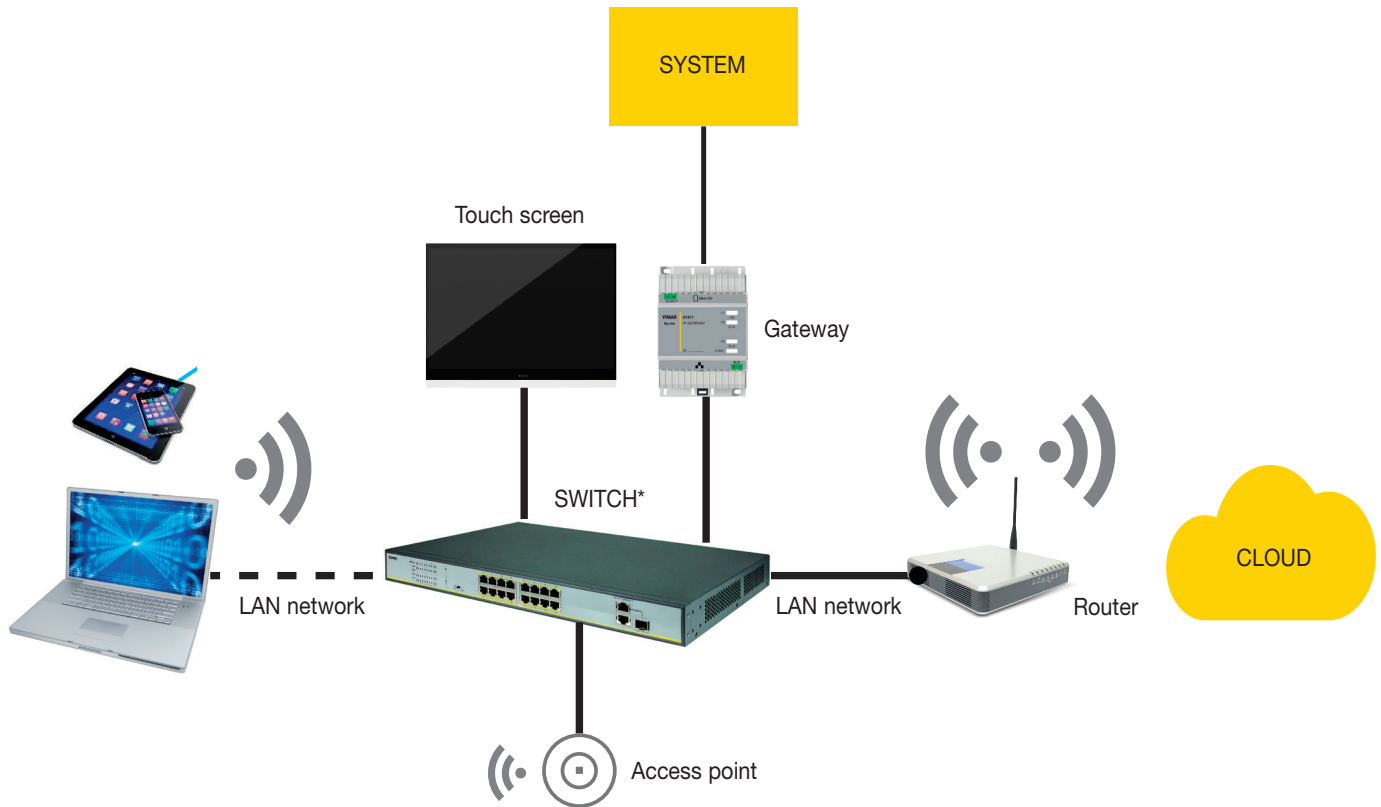 SYSTEM
Touch screen
VIMAR
Gateway
SWITCH*
LAN network
LAN network
Router
CLOUD
Access point